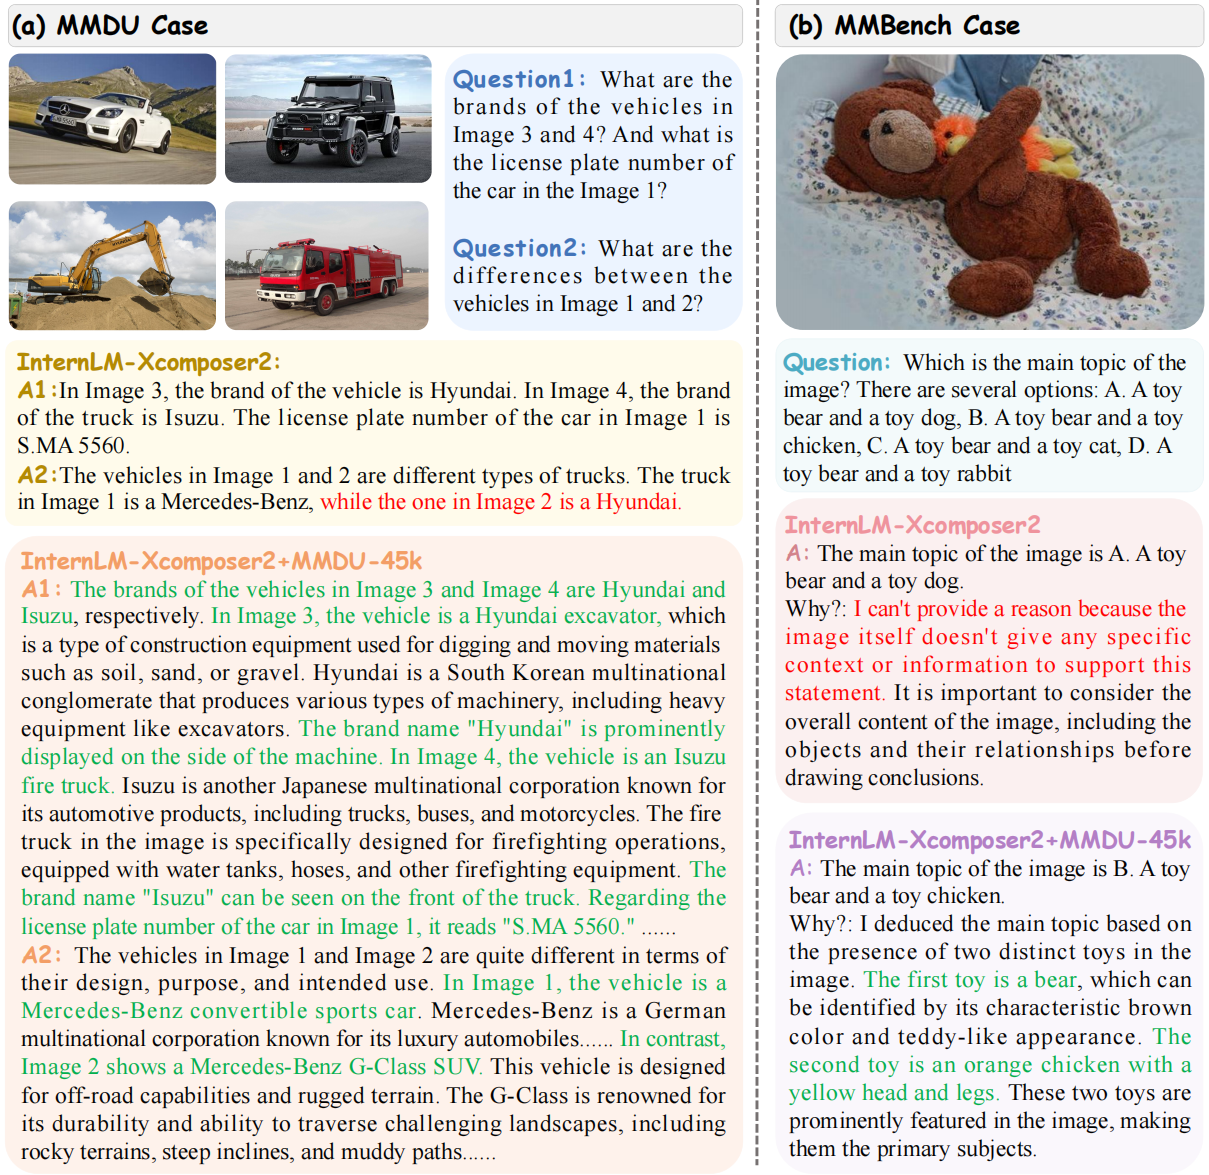 (a) MMDU Case
Question1: What are the
brands of the vehicles in
Image 3 and 4? And what is
the license plate number of
the car in the Image 1?
Question2: What are the
differences between the
vehicles in Image 1 and 2?
HYUNDAI
InternLM-Xcomposer2:
A1:In Image 3, the brand of the vehicle is Hyundai. In Image 4, the brand
of the truck is Isuzu. The license plate number of the car in Image 1 is
S.MA 5560.
A2:The vehicles in Image 1 and 2 are different types of trucks. The truck
in Image 1 is a Mercedes-Benz, while the one in Image 2 is a Hyundai.
InternLM-Xcomposer2+MMDU-45k
A1: The brands of the vehicles in Image 3 and Image 4 are Hyundai and
Isuzu, respectively. In Image 3, the vehicle is a Hyundai excavator, which
is a type of construction equipment used for digging and moving materials
such as soil, sand, or gravel. Hyundai is a South Korean multinational
conglomerate that produces various types of machinery, including heavy
equipment like excavators. The brand name "Hyundai" is prominently
displayed on the side of the machine. In Image 4, the vehicle is an Isuzu
fire truck. Isuzu is another Japanese multinational corporation known for
its automotive products, including trucks, buses, and motorcycles. The fire
truck in the image is specifically designed for firefighting operations,
equipped with water tanks, hoses, and other firefighting equipment. The
brand name "Isuzu" can be seen on the front of the truck. Regarding the
license plate number of the car in Image 1, it reads "S.MA 5560." ......
A2: The vehicles in Image 1 and Image 2 are quite different in terms of
their design, purpose, and intended use. In Image 1, the vehicle is a
Mercedes-Benz convertible sports car. Mercedes-Benz is a German
multinational corporation known for its luxury automobiles...... In contrast,
Image 2 shows a Mercedes-Benz G-Class SUV. This vehicle is designed
for off-road capabilities and rugged terrain. The G-Class is renowned for
its durability and ability to traverse challenging landscapes, including
rocky terrains, steep inclines, and muddy paths......
(b) MMBench Case
Question: Which is the main topic of the
image? There are several options: A. A toy
bear and a toy dog, B. A toy bear and a toy
chicken, C. A toy bear and a toy cat, D. A
toy bear and a toy rabbit
InternLM-Xcomposer2
A: The main topic of the image is A. A toy
bear and a toy dog.
Why?: I can't provide a reason because the
image itself doesn't give any specific
context or information to support this
statement. It is important to consider the
overall content of the image, including the
objects and their relationships before
drawing conclusions.
InternLM-Xcomposer2+MMDU-45k
A: The main topic of the image is B. A toy
bear and a toy chicken.
Why?: I deduced the main topic based on
the presence of two distinct toys in the
image. The first toy is a bear, which can
be identified by its characteristic brown
color and teddy-like appearance. The
second toy is an orange chicken with a
yellow head and legs. These two toys are
prominently featured in the image, making
them the primary subjects.